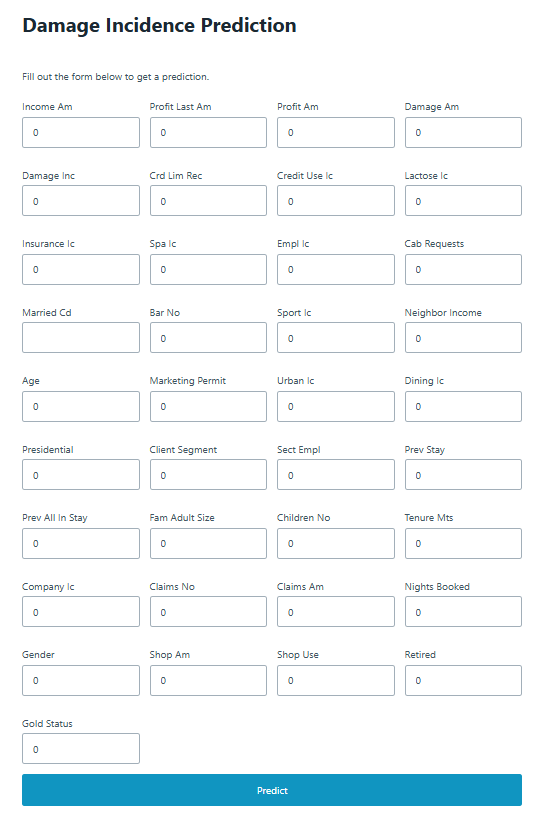 Damage Incidence Prediction
Fill out the form below to get a prediction.
Income Am Profit Last Am Profit Am Damage Am
0 0 0 0
Damage Inc Crd Lim Rec Credit Use Ic Lactose Ic
0 0 0 0
Insurance Ic Spa Ic Empl Ic Cab Requests
0 0 0 0
Married Cd Bar No Sport Ic Neighbor Income
0 0 0
Age Marketing Permit Urban Ic Dining Ic
0 0 0 0
Presidential Client Segment Sect Empl Prev Stay
0 0 0 0
Prev All In Stay Fam Adult Size Children No Tenure Mts
0 0 0 0
Company Ic Claims No Claims Am Nights Booked
0 0 0 0
Gender Shop Am Shop Use Retired
0 0 0 0
Gold Status
0
Predict